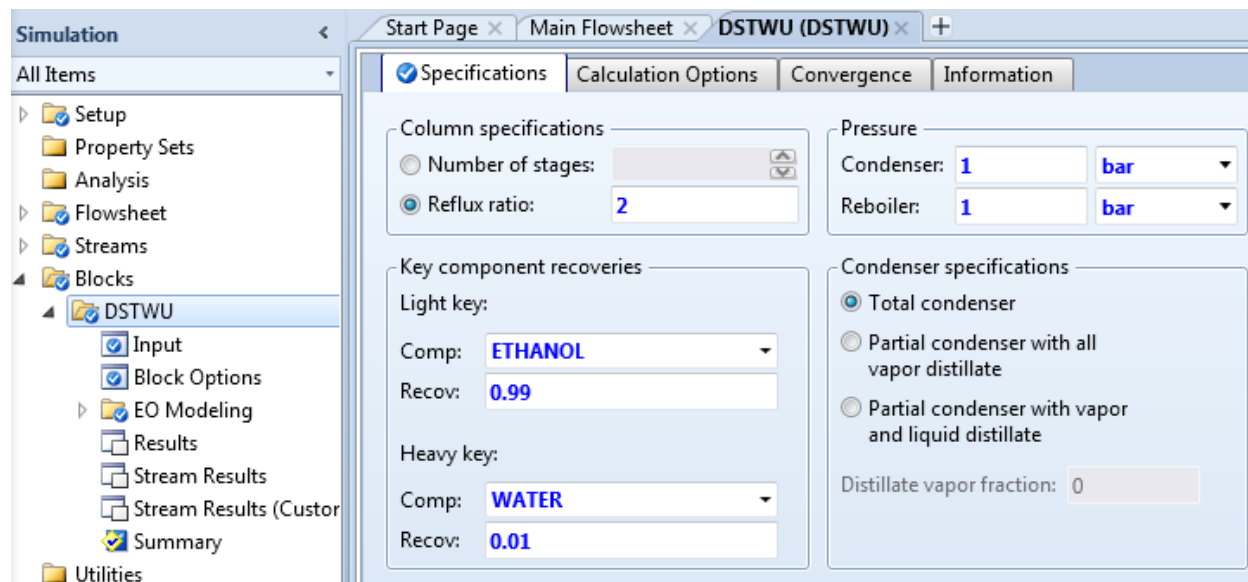 Simulation
All Items
Setup
Property Sets
Analysis
Flowsheet
Streams
Blocks
DSTWU
Input
Block Options
EO Modeling
Results
Stream Results
Stream Results (Custor
Summary
Utilities
Start Page Main Flowsheet DSTWU (DSTWU)
Specifications Calculation Options Convergence Information
Column specifications
Number of stages:
Reflux ratio: 2
Pressure
Condenser: 1 bar
Reboiler: 1 bar
Key component recoveries
Light key:
Comp: ETHANOL
Recov: 0.99
Heavy key:
Comp: WATER
Recov: 0.01
Condenser specifications
Total condenser
Partial condenser with all
vapor distillate
Partial condenser with vapor
and liquid distillate
Distillate vapor fraction: 0